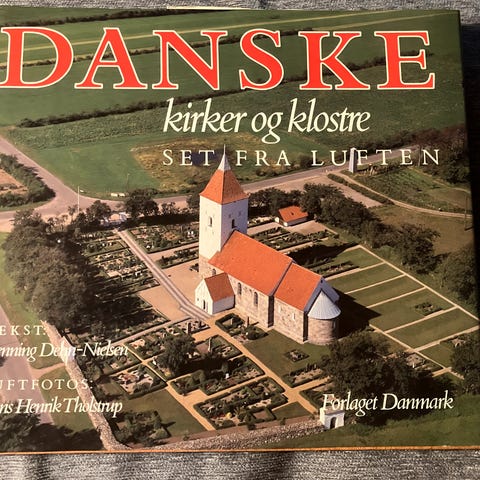 DANSKE
kirker og klostre
SET FRA LUFTEN
EKST:
enning Dehn-Nielsen
UFTFOTOS:
ns Henrik Tholstrup
Forlaget Danmark